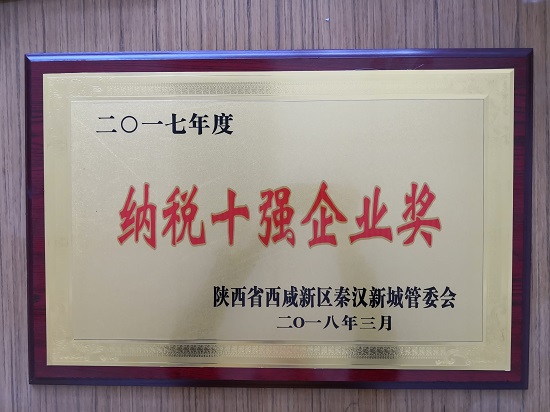 二〇一七年度
纳税十强企业奖
陕西省西咸新区秦汉新城管委会
二〇一八年三月